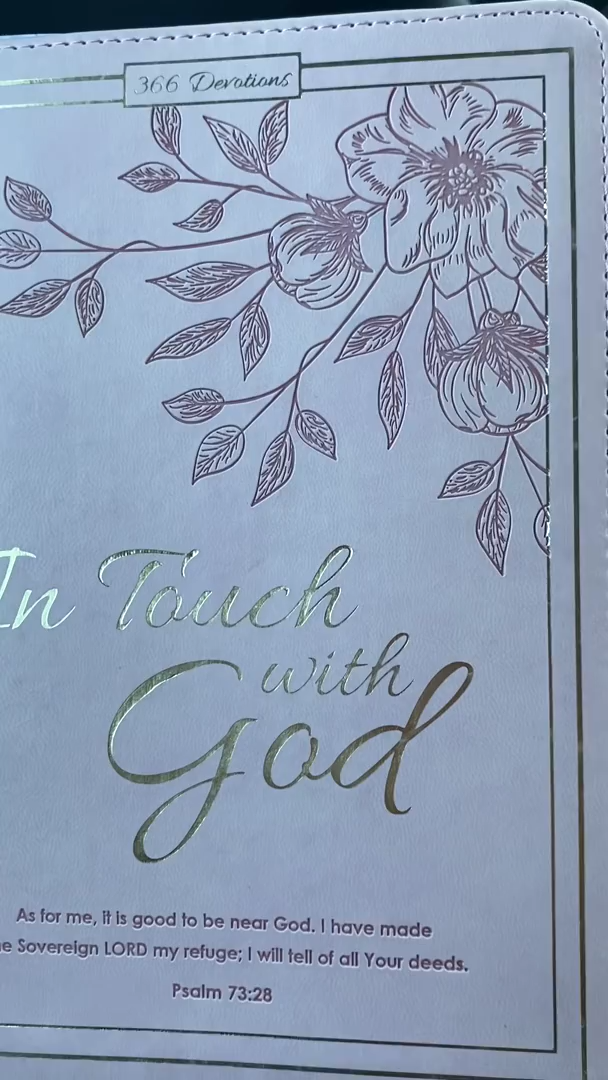 366 Devotions
In Touch
with
God
As for me, it is good to be near God. I have made
Sovereign LORD my refuge; I will tell of all Your deeds.
Psalm 73:28